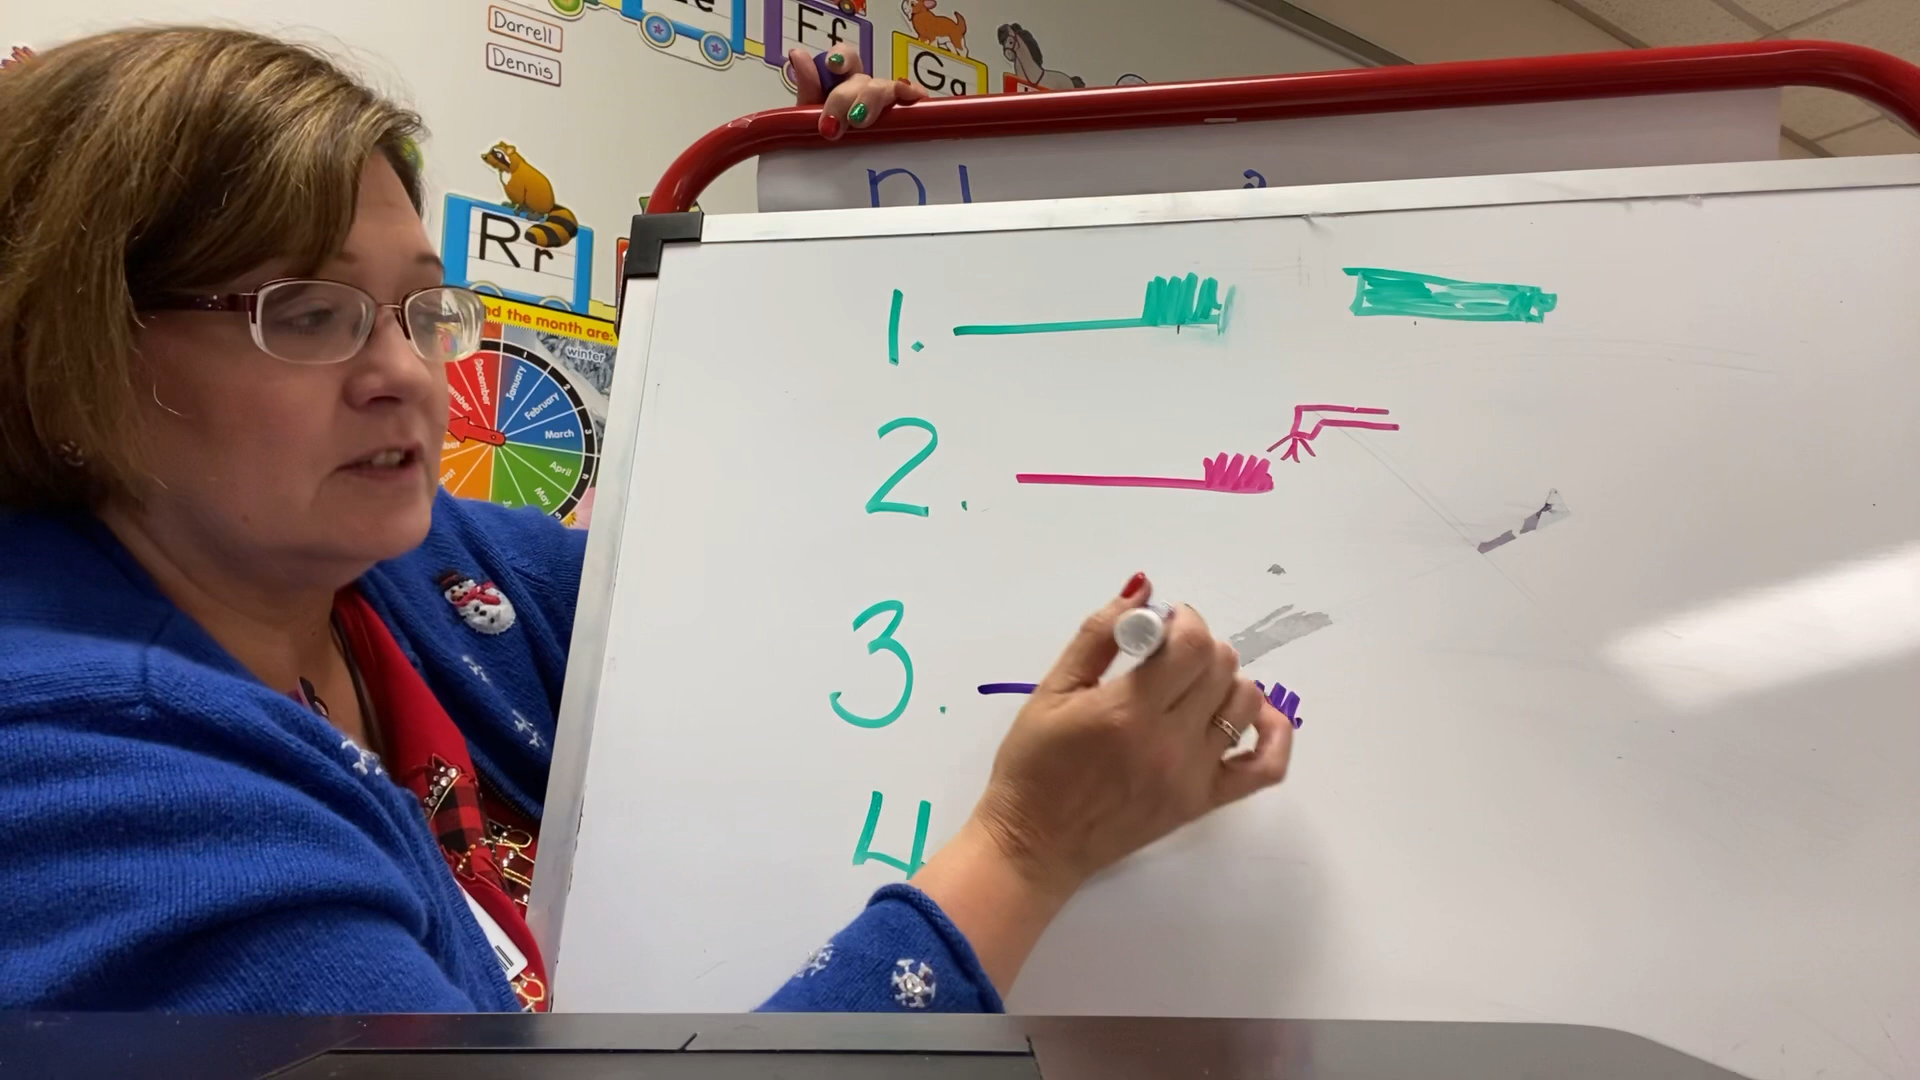 Darrell
Dennis
Ff
Gg
Rr
nd the month are:
winter
December
January
February
March
April
May
1.
2.
3.
4